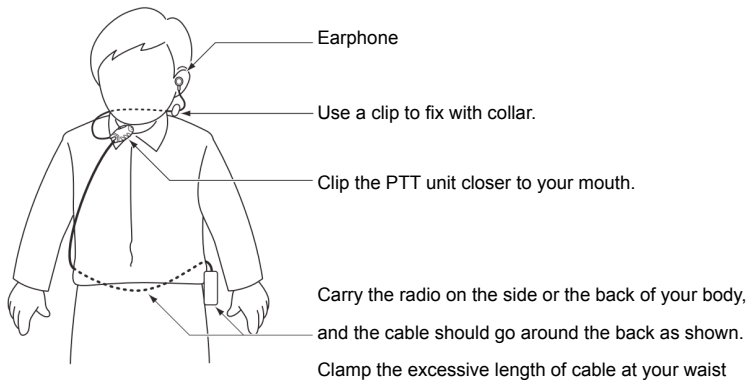 Earphone
Use a clip to fix with collar.
Clip the PTT unit closer to your mouth.
Carry the radio on the side or the back of your body,
and the cable should go around the back as shown.
Clamp the excessive length of cable at your waist